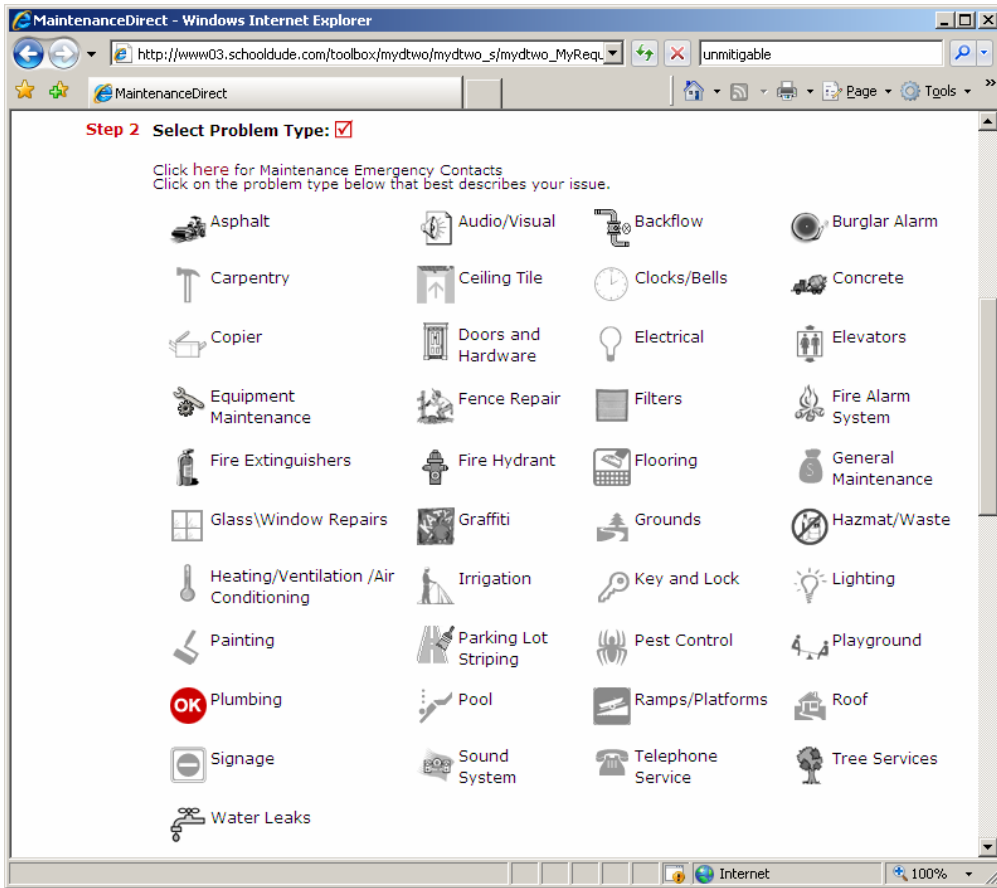 MaintenanceDirect - Windows Internet Explorer
http://www03.schooldude.com/toolbox/mydtwo/mydtwo_s/mydtwo_MyRequ
unmitigable
MaintenanceDirect
Page
Tools
»
Step 2 Select Problem Type:
Click here for Maintenance Emergency Contacts
Click on the problem type below that best describes your issue.
Asphalt
Audio/Visual
Backflow
Burglar Alarm
Carpentry
Ceiling Tile
Clocks/Bells
Concrete
Copier
Doors and
Hardware
Electrical
Elevators
Equipment
Maintenance
Fence Repair
Filters
Fire Alarm
System
Fire Extinguishers
Fire Hydrant
Flooring
General
Maintenance
Glass\Window Repairs
Graffiti
Grounds
Hazmat/Waste
Heating/Ventilation /Air
Conditioning
Irrigation
Key and Lock
Lighting
Painting
Parking Lot
Striping
Pest Control
Playground
OK
Plumbing
Pool
Ramps/Platforms
Roof
Signage
Sound
System
Telephone
Service
Tree Services
Water Leaks
Internet
100%